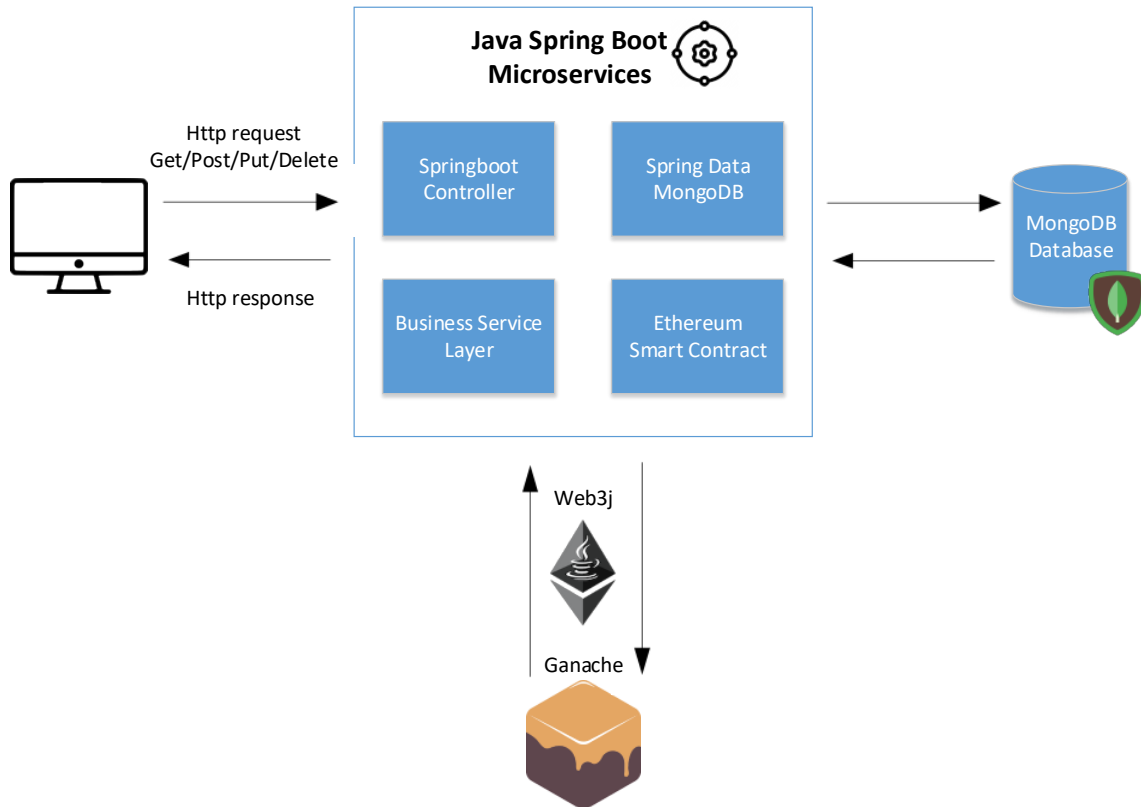 Java Spring Boot
Microservices
Http request
Get/Post/Put/Delete
Http response
Springboot
Controller
Spring Data
MongoDB
Business Service
Layer
Ethereum
Smart Contract
MongoDB
Database
Web3j
Ganache